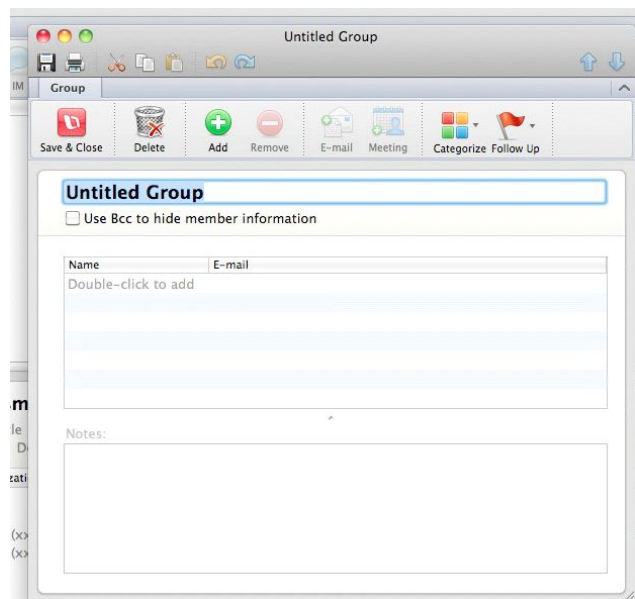 Untitled Group
IM
Group
Save & Close Delete Add Remove E-mail Meeting Categorize Follow Up
Untitled Group
Use Bcc to hide member information
Name E-mail
Double-click to add
Notes: